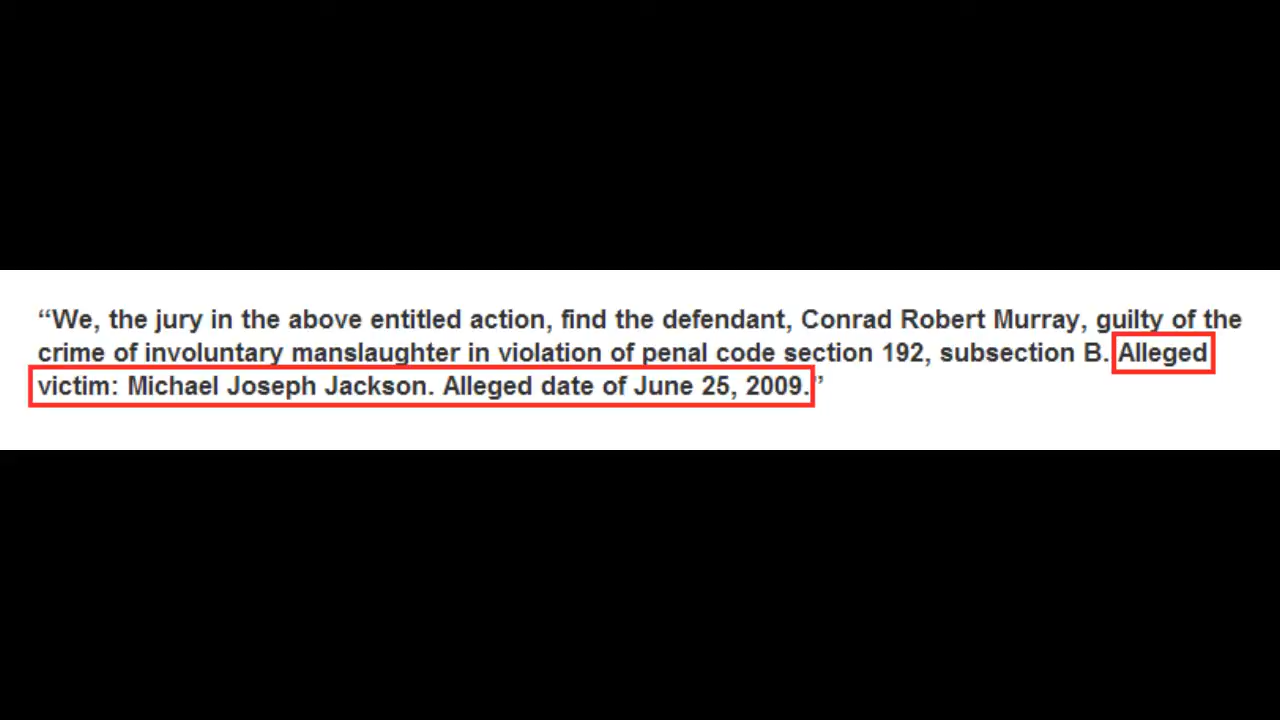 “We, the jury in the above entitled action, find the defendant, Conrad Robert Murray, guilty of the
crime of involuntary manslaughter in violation of penal code section 192, subsection B. Alleged
victim: Michael Joseph Jackson. Alleged date of June 25, 2009.”